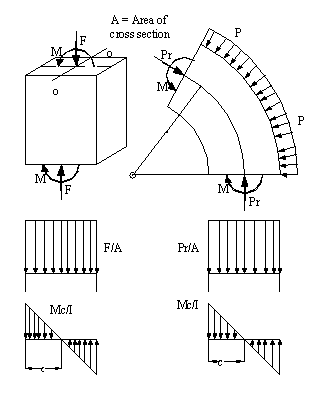 A = Area of
cross section
F
M
o
o
M
F
P
Pr
M
P
M
Pr
F/A
Pr/A
Mc/I
c
Mc/I
c